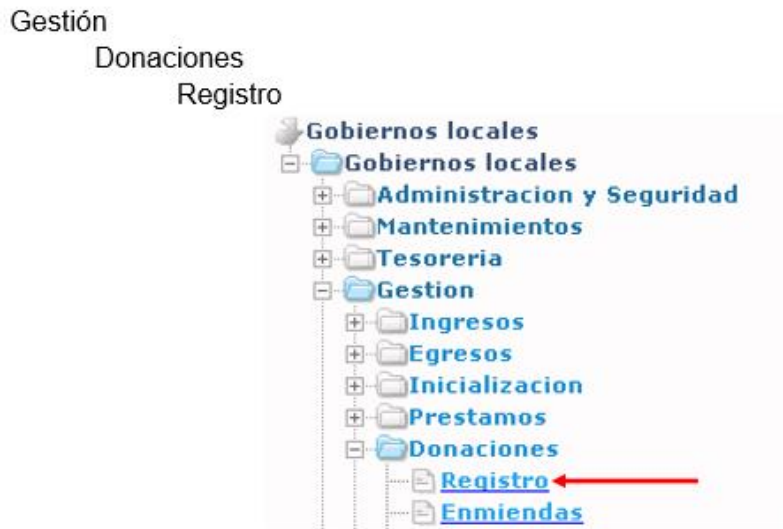 Gestión
Donaciones
Registro
Gobiernos locales
Gobiernos locales
Administracion y Seguridad
Mantenimientos
Tesoreria
Gestion
Ingresos
Egresos
Inicializacion
Prestamos
Donaciones
Registro
Enmiendas